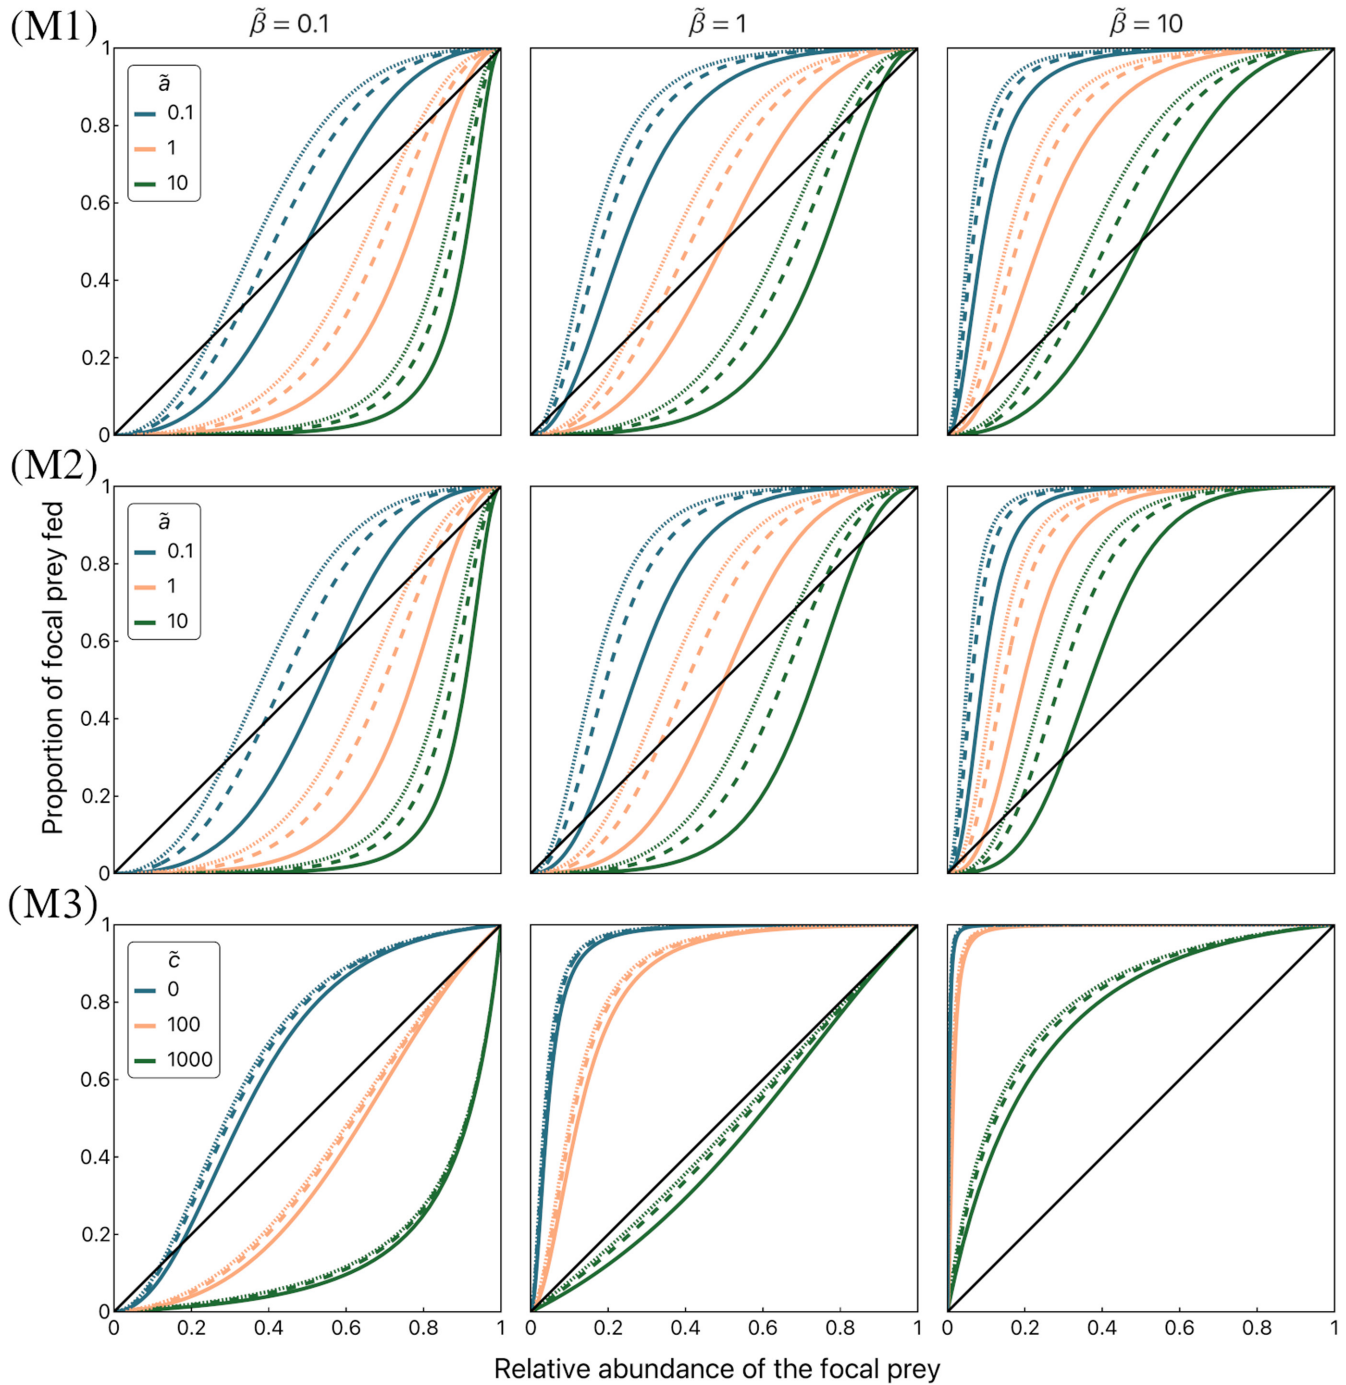 (M1)
β̃ = 0.1
β̃ = 1
β̃ = 10
1
0.8
0.6
0.4
0.2
0
ã
0.1
1
10
(M2)
1
0.8
0.6
0.4
0.2
0
ã
0.1
1
10
Proportion of focal prey fed
(M3)
1
0.8
0.6
0.4
0.2
0
c̃
0
100
1000
0 0.2 0.4 0.6 0.8 1
0 0.2 0.4 0.6 0.8 1
0 0.2 0.4 0.6 0.8 1
Relative abundance of the focal prey